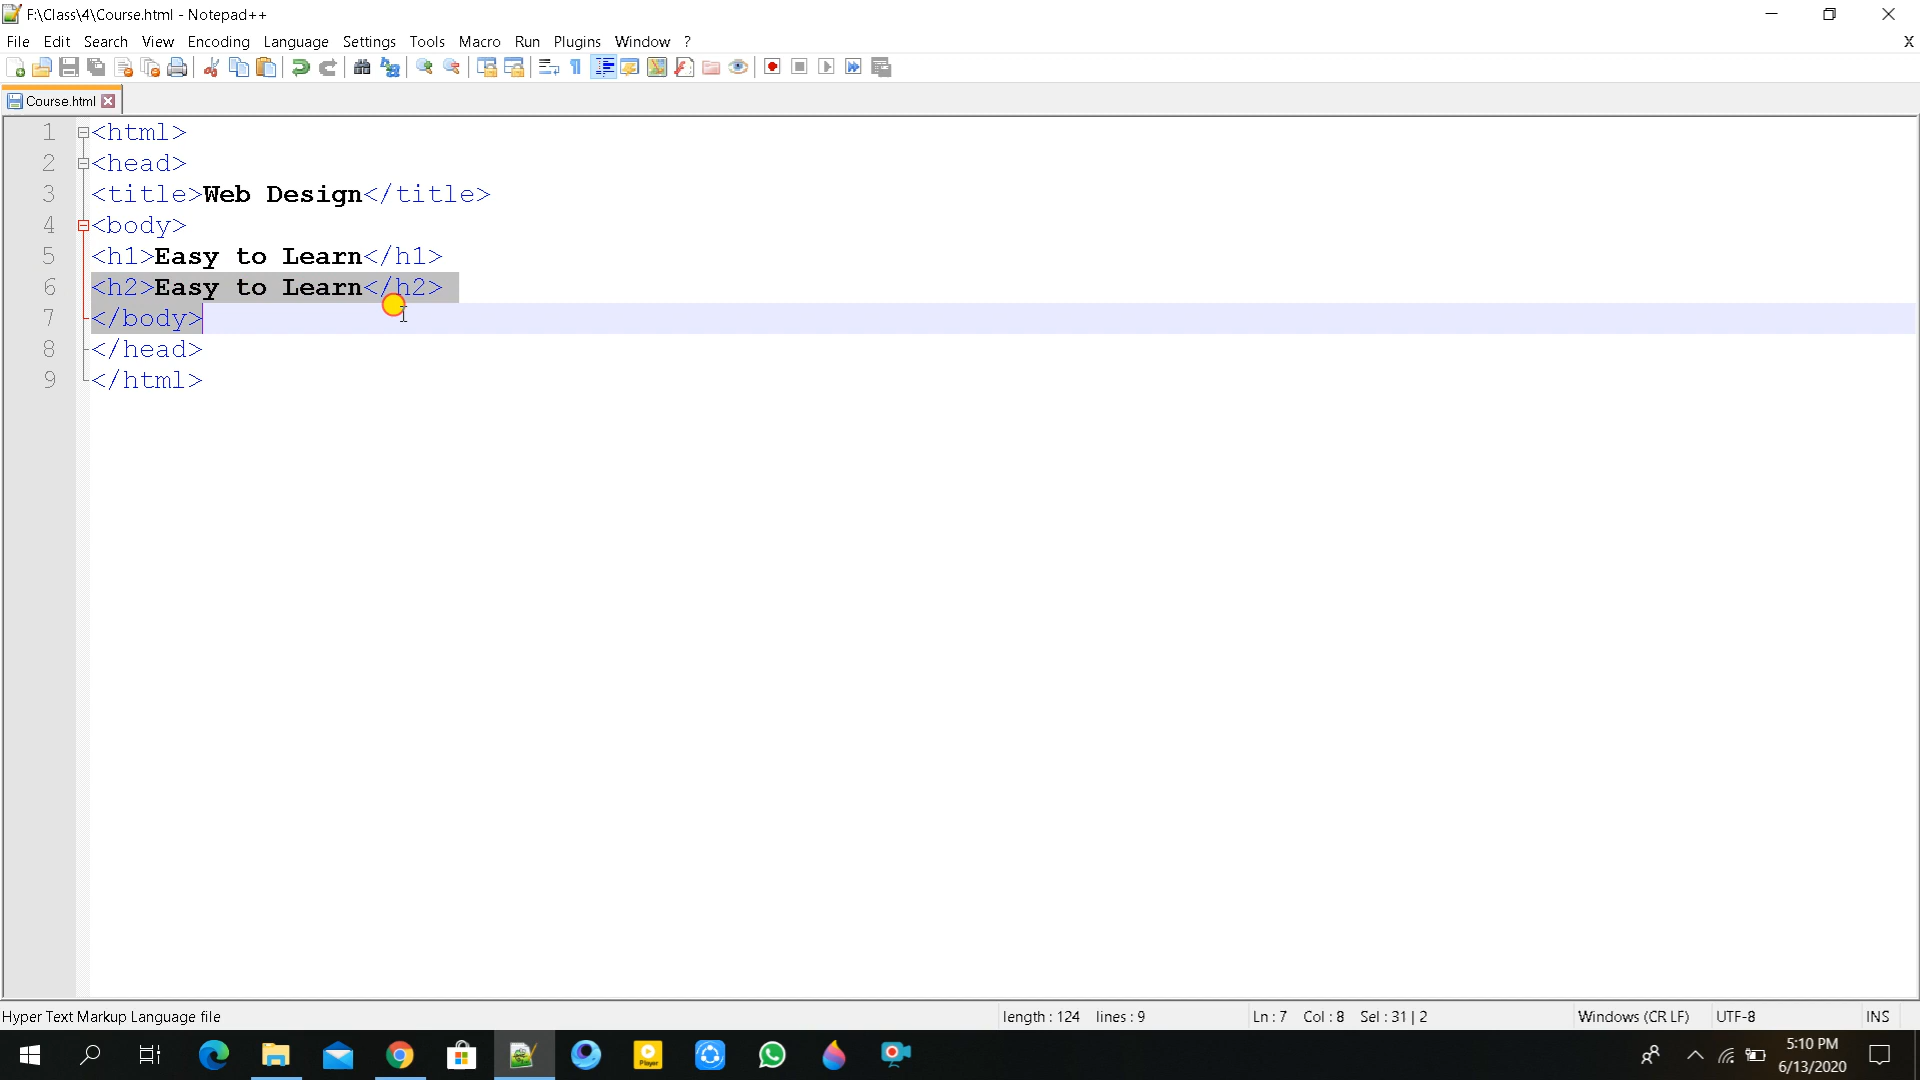 F:\Class\4\Course.html - Notepad++
File Edit Search View Encoding Language Settings Tools Macro Run Plugins Window ? X
Course.html
1 <html>
2 <head>
3 <title>Web Design</title>
4 <body>
5 <h1>Easy to Learn</h1>
6 <h2>Easy to Learn</h2>
7 </body>
8 </head>
9 </html>
Hyper Text Markup Language file length : 124 lines : 9 Ln : 7 Col : 8 Sel : 31 | 2 Windows (CR LF) UTF-8 INS
Player
5:10 PM
6/13/2020